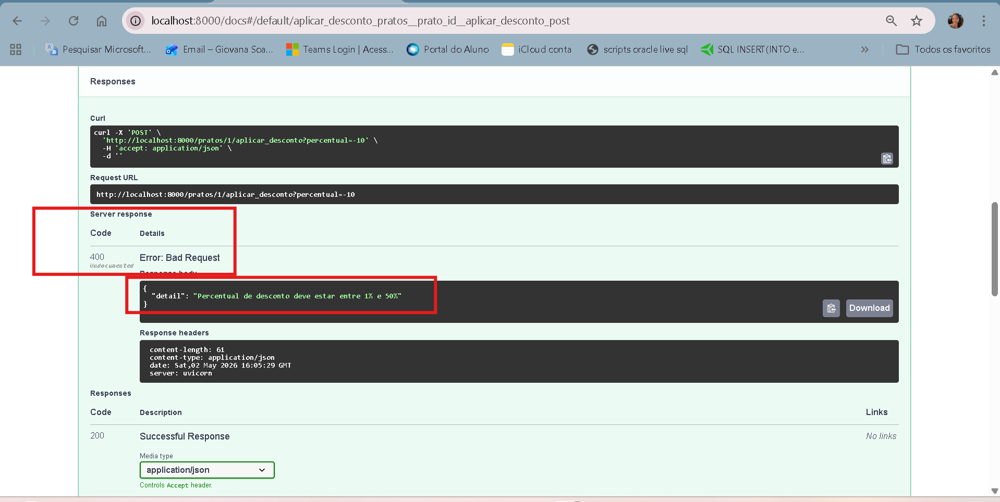 localhost:8000/docs#/default/aplicar_desconto_pratos__prato_id__aplicar_desconto_post
Pesquisar Microsoft... Email – Giovana Soa... Teams Login | Acess... Portal do Aluno iCloud conta scripts oracle live sql SQL INSERT(INTO e... » Todos os favoritos
Responses
Curl
curl -X 'POST' \
'http://localhost:8000/pratos/1/aplicar_desconto?percentual=-10' \
-H 'accept: application/json' \
-d ''
Request URL
http://localhost:8000/pratos/1/aplicar_desconto?percentual=-10
Server response
Code Details
400 Error: Bad Request
Undocumented
Response body
{
"detail": "Percentual de desconto deve estar entre 1% e 50%"
}
Download
Response headers
content-length: 61
content-type: application/json
date: Sat,02 May 2026 16:05:29 GMT
server: uvicorn
Responses
Code Description Links
200 Successful Response No links
Media type
application/json
Controls Accept header.